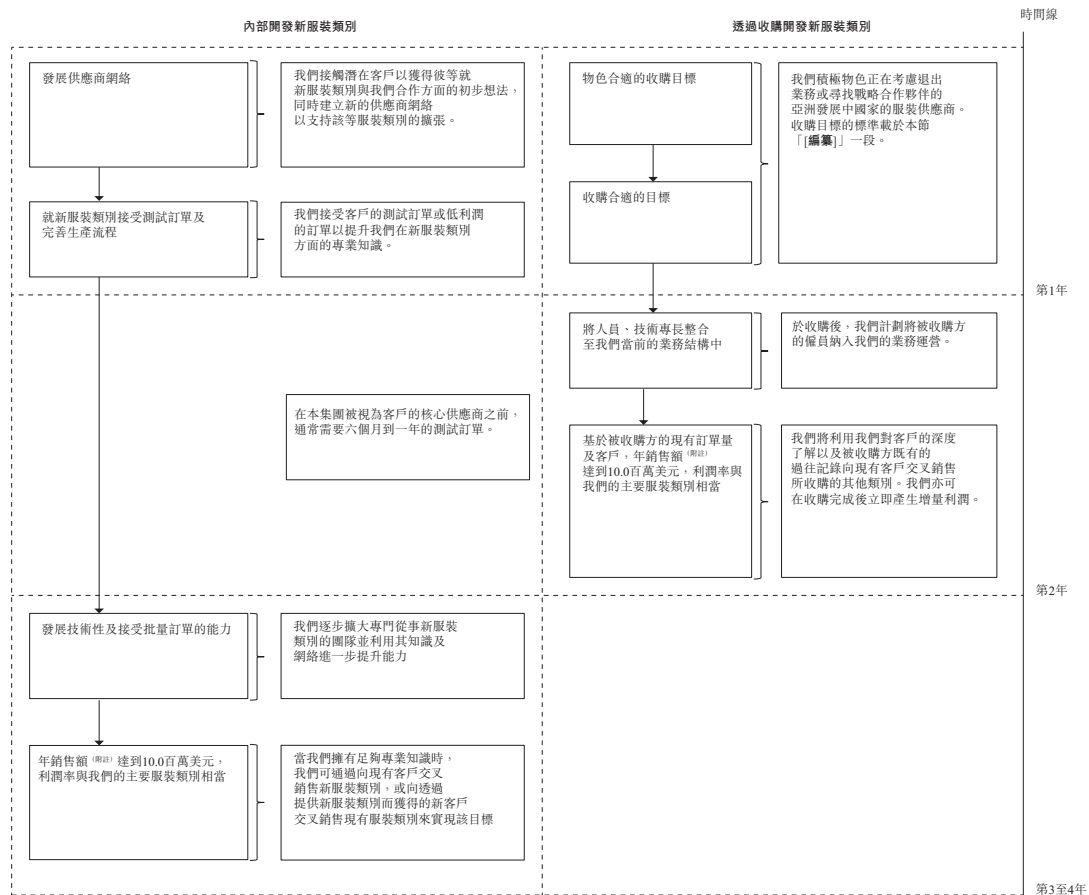 時間線
內部開發新服裝類別
透過收購開發新服裝類別
發展供應商網絡
我們接觸潛在客戶以獲得彼等就
新服裝類別與我們合作方面的初步想法，
同時建立新的供應商網絡
以支持該等服裝類別的擴張。
就新服裝類別接受測試訂單及
完善生產流程
我們接受客戶的測試訂單或低利潤
的訂單以提升我們在新服裝類別
方面的專業知識。
物色合適的收購目標
收購合適的目標
我們積極物色正在考慮退出
業務或尋找戰略合作夥伴的
亞洲發展中國家的服裝供應商。
收購目標的標準載於本節
「[編纂]」一段。
第1年
在本集團被視為客戶的核心供應商之前，
通常需要六個月到一年的測試訂單。
將人員、技術專長整合
至我們當前的業務結構中
於收購後，我們計劃將被收購方
的僱員納入我們的業務運營。
基於被收購方的現有訂單量
及客戶，年銷售額（附註）
達到10.0百萬美元，利潤率與
我們的主要服裝類別相當
我們將利用我們對客戶的深度
了解以及被收購方既有的
過往記錄向現有客戶交叉銷售
所收購的其他類別。我們亦可
在收購完成後立即產生增量利潤。
第2年
發展技術性及接受批量訂單的能力
我們逐步擴大專門從事新服裝
類別的團隊並利用其知識及
網絡進一步提升能力
年銷售額（附註）達到10.0百萬美元，
利潤率與我們的主要服裝類別相當
當我們擁有足夠專業知識時，
我們可通過向現有客戶交叉
銷售新服裝類別，或向透過
提供新服裝類別而獲得的新客戶
交叉銷售現有服裝類別來實現該目標
第3至4年